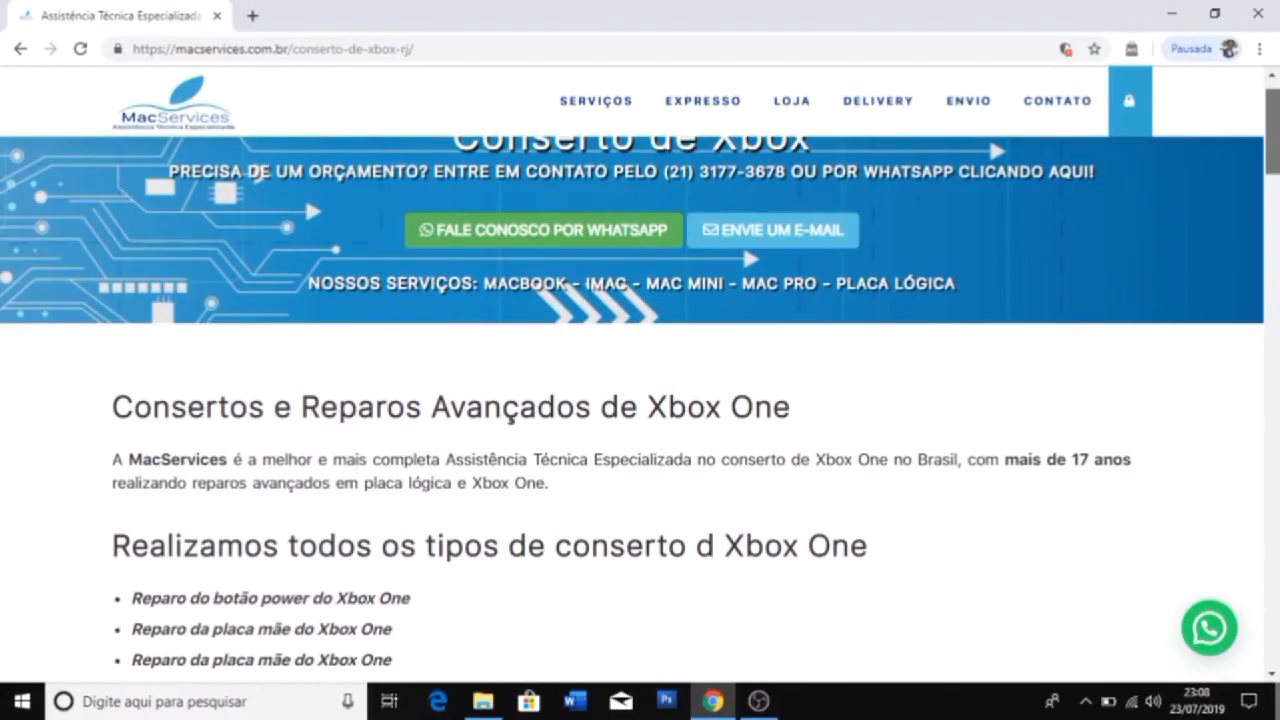 Assistência Técnica Especializada
https://macservices.com.br/conserto-de-xbox-rj/
Pausada
MacServices
Assistência Técnica Especializada
SERVIÇOS EXPRESSO LOJA DELIVERY ENVIO CONTATO
Conserto de Xbox
PRECISA DE UM ORÇAMENTO? ENTRE EM CONTATO PELO (21) 3177-3678 OU POR WHATSAPP CLICANDO AQUI!
FALE CONOSCO POR WHATSAPP ENVIE UM E-MAIL
NOSSOS SERVIÇOS: MACBOOK - IMAC - MAC MINI - MAC PRO - PLACA LÓGICA
Consertos e Reparos Avançados de Xbox One
A MacServices é a melhor e mais completa Assistência Técnica Especializada no conserto de Xbox One no Brasil, com mais de 17 anos
realizando reparos avançados em placa lógica e Xbox One.
Realizamos todos os tipos de conserto d Xbox One
• Reparo do botão power do Xbox One
• Reparo da placa mãe do Xbox One
• Reparo da placa mãe do Xbox One
Digite aqui para pesquisar
23:08
23/07/2019